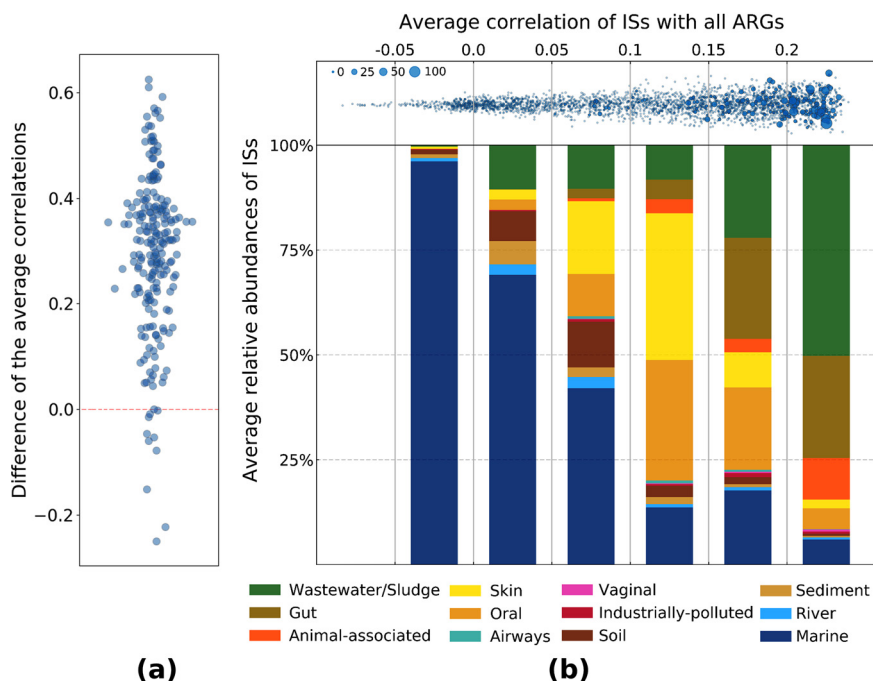 Average correlation of ISs with all ARGs
-0.05 0.0 0.05 0.1 0.15 0.2
0 25 50 100
Difference of the average correlateions
0.6
0.4
0.2
0.0
−0.2
Average relative abundances of ISs
100%
75%
50%
25%
Wastewater/Sludge Skin Vaginal Sediment
Gut Oral Industrially-polluted River
Animal-associated Airways Soil Marine
(a) (b)